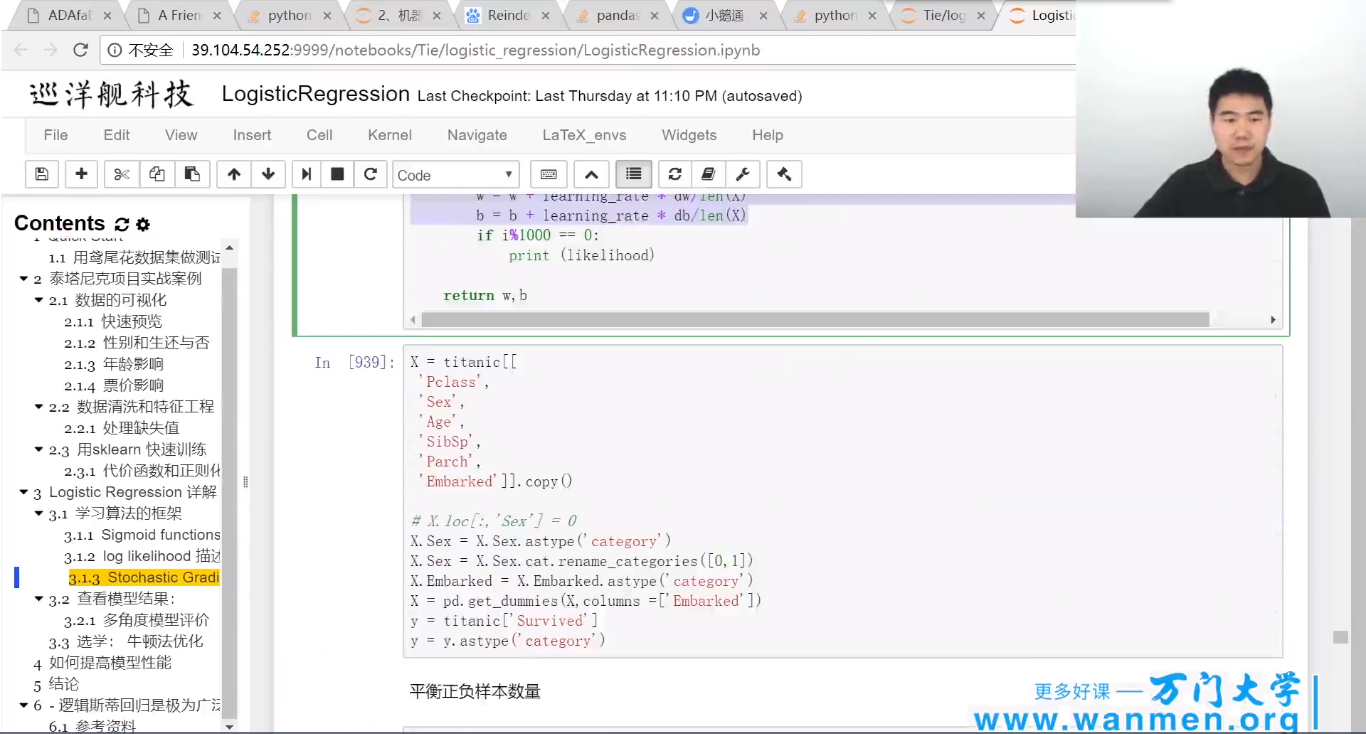 ADAfa
A Frien
python
2、机器
Reinde
pandas
小鹅通
python
Tie/log
Logistic
不安全 39.104.54.252:9999/notebooks/Tie/logistic_regression/LogisticRegression.ipynb
巡洋舰科技 LogisticRegression Last Checkpoint: Last Thursday at 11:10 PM (autosaved)
File Edit View Insert Cell Kernel Navigate LaTeX_envs Widgets Help
Code
Contents
1 Quick Start
1.1 用鸢尾花数据集做测试
2 泰塔尼克项目实战案例
2.1 数据的可视化
2.1.1 快速预览
2.1.2 性别和生还与否
2.1.3 年龄影响
2.1.4 票价影响
2.2 数据清洗和特征工程
2.2.1 处理缺失值
2.3 用sklearn 快速训练
2.3.1 代价函数和正则化
3 Logistic Regression 详解
3.1 学习算法的框架
3.1.1 Sigmoid functions
3.1.2 log likelihood 描述
3.1.3 Stochastic Gradi
3.2 查看模型结果:
3.2.1 多角度模型评价
3.3 选学: 牛顿法优化
4 如何提高模型性能
5 结论
6 - 逻辑斯蒂回归是极为广泛
6.1 参考资料
w = w + learning_rate * dw/len(X)
b = b + learning_rate * db/len(X)
if i%1000 == 0:
print (likelihood)
return w,b
In [939]:
X = titanic[[
'Pclass',
'Sex',
'Age',
'SibSp',
'Parch',
'Embarked']].copy()
# X.loc[:,'Sex'] = 0
X.Sex = X.Sex.astype('category')
X.Sex = X.Sex.cat.rename_categories([0,1])
X.Embarked = X.Embarked.astype('category')
X = pd.get_dummies(X,columns =['Embarked'])
y = titanic['Survived']
y = y.astype('category')
平衡正负样本数量
更多好课 — 万门大学
www.wanmen.org